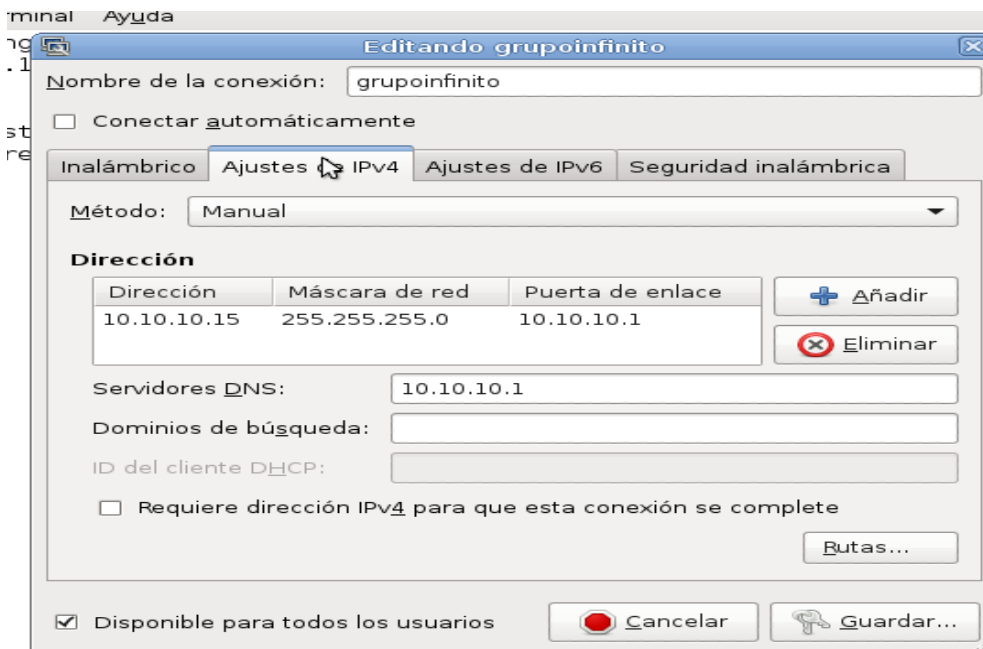 minal Ayuda
Editando grupoinfinito
Nombre de la conexión: grupoinfinito
Conectar automáticamente
Inalámbrico Ajustes de IPv4 Ajustes de IPv6 Seguridad inalámbrica
Método: Manual
Dirección
Dirección Máscara de red Puerta de enlace
Añadir
10.10.10.15 255.255.255.0 10.10.10.1
Eliminar
Servidores DNS: 10.10.10.1
Dominios de búsqueda:
ID del cliente DHCP:
Requiere dirección IPv4 para que esta conexión se complete
Rutas...
Disponible para todos los usuarios Cancelar Guardar...